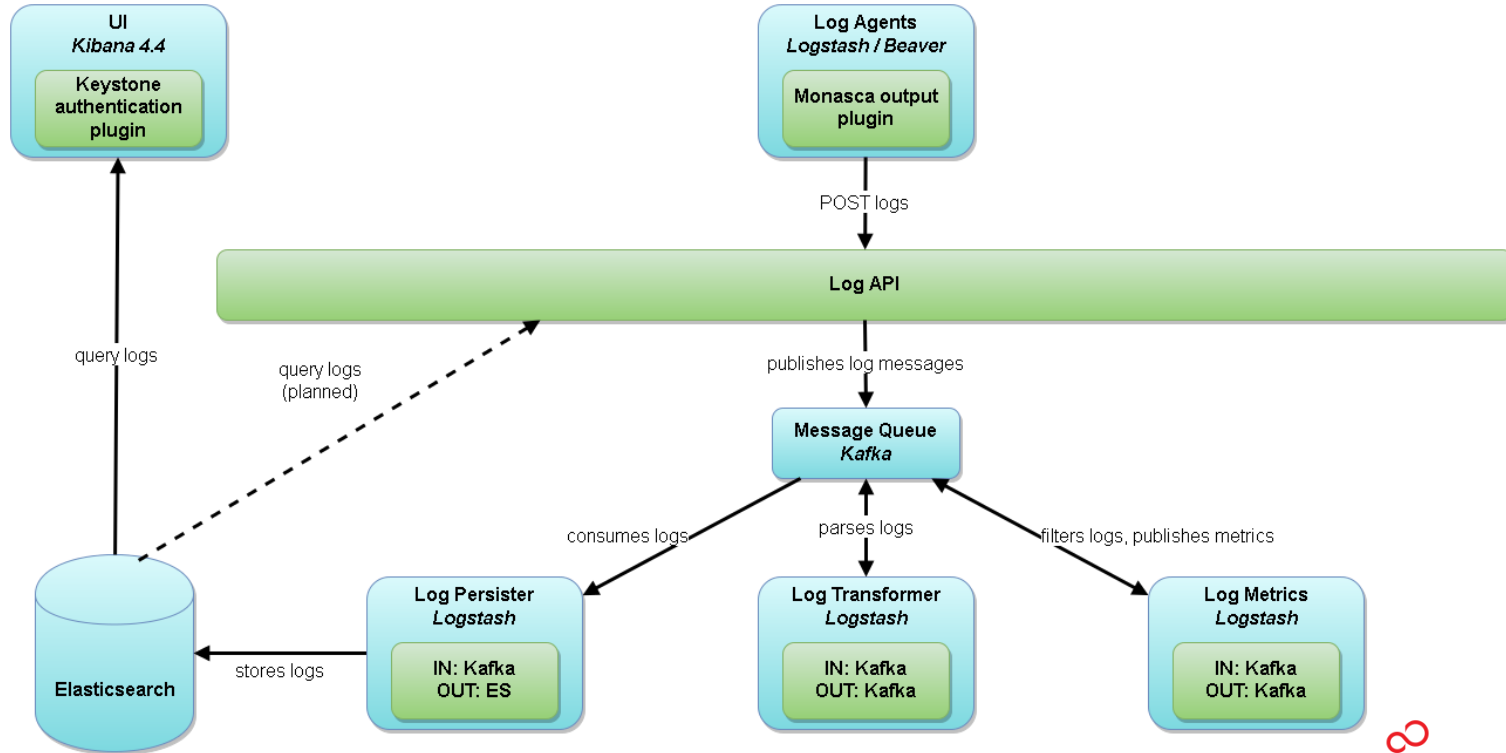 UI
Kibana 4.4
Keystone
authentication
plugin
Log Agents
Logstash / Beaver
Monasca output
plugin
POST logs
Log API
query logs
query logs
(planned)
publishes log messages
Message Queue
Kafka
consumes logs
parses logs
filters logs, publishes metrics
Elasticsearch
stores logs
Log Persister
Logstash
IN: Kafka
OUT: ES
Log Transformer
Logstash
IN: Kafka
OUT: Kafka
Log Metrics
Logstash
IN: Kafka
OUT: Kafka